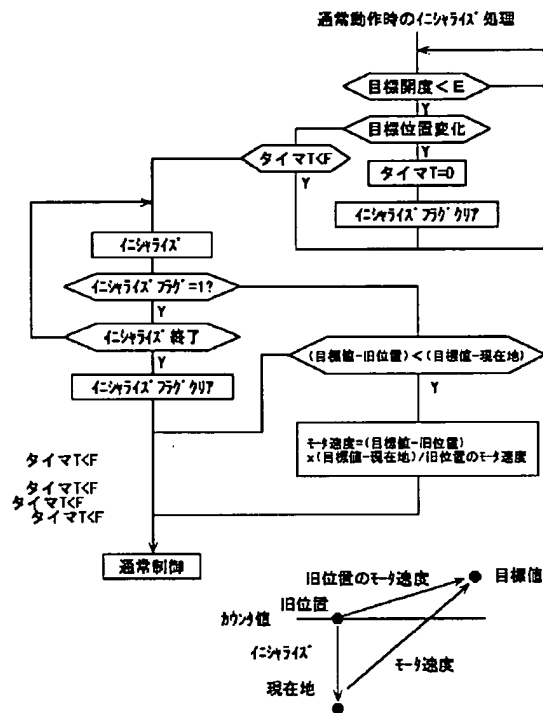 通常動作時のイニシャライズ処理
目標開度<E
Y
目標位置変化
タイマT<F
Y
Y
タイマT=0
イニシャライズフラグクリア
イニシャライズ
イニシャライズフラグ=1?
Y
イニシャライズ終了
(目標値-旧位置)<(目標値-現在地)
Y
Y
イニシャライズフラグクリア
モータ速度=(目標値-旧位置)
×(目標値-現在地)/旧位置のモータ速度
タイマT<F
タイマT<F
タイマT<F
タイマT<F
通常制御
旧位置のモータ速度
目標値
旧位置
カウンタ値
イニシャライズ
モータ速度
現在地